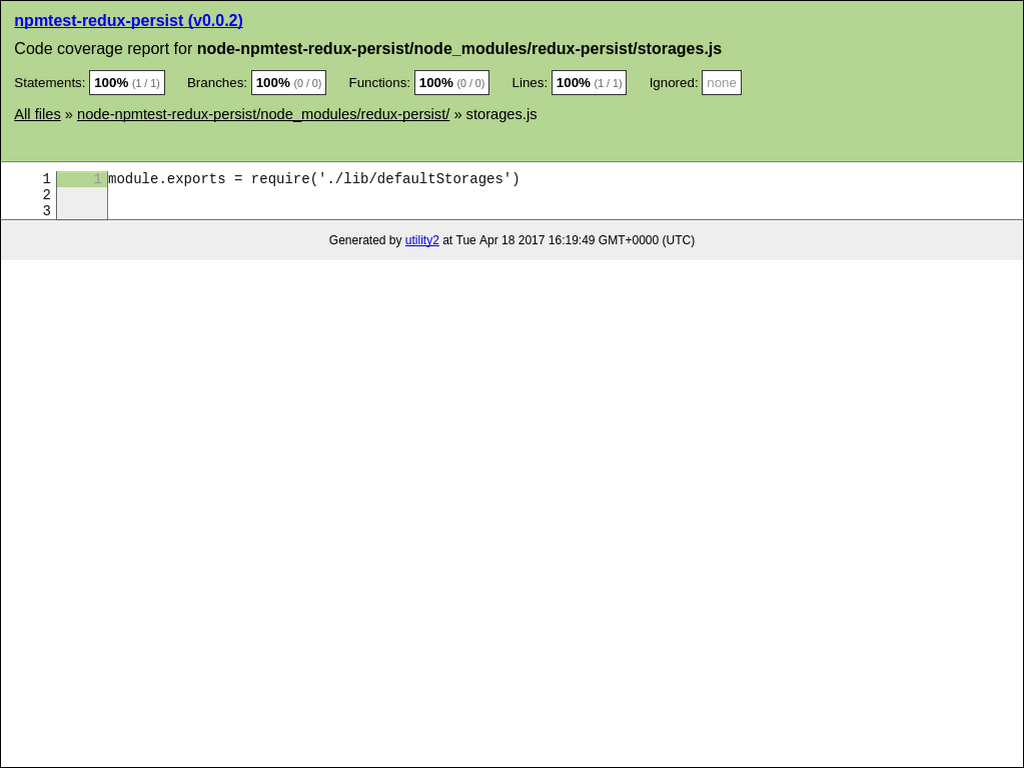 npmtest-redux-persist (v0.0.2)
Code coverage report for node-npmtest-redux-persist/node_modules/redux-persist/storages.js
Statements: 100% (1 / 1) Branches: 100% (0 / 0) Functions: 100% (0 / 0) Lines: 100% (1 / 1) Ignored: none
All files » node-npmtest-redux-persist/node_modules/redux-persist/ » storages.js
1 1 module.exports = require('./lib/defaultStorages')
2
3
Generated by utility2 at Tue Apr 18 2017 16:19:49 GMT+0000 (UTC)